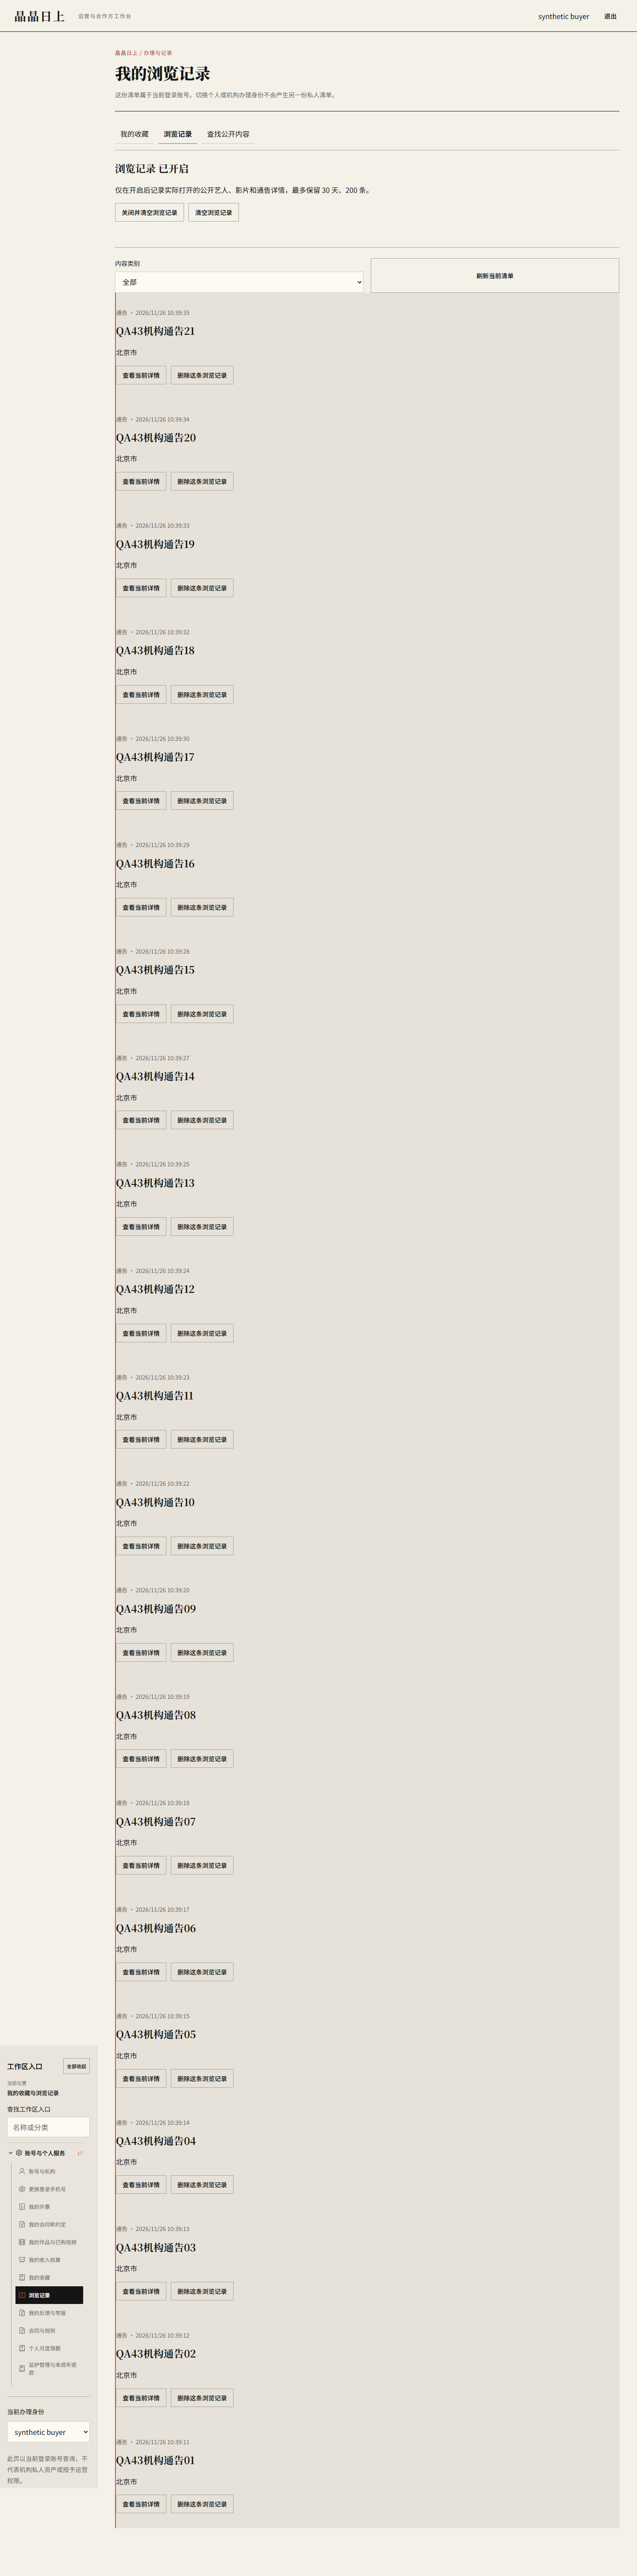 晶晶日上
运营与合作方工作台
synthetic buyer
退出
晶晶日上 / 办理与记录
我的浏览记录
这份清单属于当前登录账号。切换个人或机构办理身份不会产生另一份私人清单。
我的收藏
浏览记录
查找公开内容
浏览记录 已开启
仅在开启后记录实际打开的公开艺人、影片和通告详情，最多保留 30 天、200 条。
关闭并清空浏览记录
清空浏览记录
内容类别
全部
刷新当前清单
通告 · 2026/11/26 10:39:35
QA43机构通告21
北京市
查看当前详情
删除这条浏览记录
通告 · 2026/11/26 10:39:34
QA43机构通告20
北京市
查看当前详情
删除这条浏览记录
通告 · 2026/11/26 10:39:33
QA43机构通告19
北京市
查看当前详情
删除这条浏览记录
通告 · 2026/11/26 10:39:32
QA43机构通告18
北京市
查看当前详情
删除这条浏览记录
通告 · 2026/11/26 10:39:30
QA43机构通告17
北京市
查看当前详情
删除这条浏览记录
通告 · 2026/11/26 10:39:29
QA43机构通告16
北京市
查看当前详情
删除这条浏览记录
通告 · 2026/11/26 10:39:28
QA43机构通告15
北京市
查看当前详情
删除这条浏览记录
通告 · 2026/11/26 10:39:27
QA43机构通告14
北京市
查看当前详情
删除这条浏览记录
通告 · 2026/11/26 10:39:25
QA43机构通告13
北京市
查看当前详情
删除这条浏览记录
通告 · 2026/11/26 10:39:24
QA43机构通告12
北京市
查看当前详情
删除这条浏览记录
通告 · 2026/11/26 10:39:23
QA43机构通告11
北京市
查看当前详情
删除这条浏览记录
通告 · 2026/11/26 10:39:22
QA43机构通告10
北京市
查看当前详情
删除这条浏览记录
通告 · 2026/11/26 10:39:20
QA43机构通告09
北京市
查看当前详情
删除这条浏览记录
通告 · 2026/11/26 10:39:19
QA43机构通告08
北京市
查看当前详情
删除这条浏览记录
通告 · 2026/11/26 10:39:18
QA43机构通告07
北京市
查看当前详情
删除这条浏览记录
通告 · 2026/11/26 10:39:17
QA43机构通告06
北京市
查看当前详情
删除这条浏览记录
通告 · 2026/11/26 10:39:15
QA43机构通告05
北京市
查看当前详情
删除这条浏览记录
通告 · 2026/11/26 10:39:14
QA43机构通告04
北京市
查看当前详情
删除这条浏览记录
通告 · 2026/11/26 10:39:13
QA43机构通告03
北京市
查看当前详情
删除这条浏览记录
通告 · 2026/11/26 10:39:12
QA43机构通告02
北京市
查看当前详情
删除这条浏览记录
通告 · 2026/11/26 10:39:11
QA43机构通告01
北京市
查看当前详情
删除这条浏览记录
工作区入口
全部收起
当前位置
我的收藏与浏览记录
查找工作区入口
名称或分类
账号与个人服务
账号与机构
更换登录手机号
我的片单
我的合同和约定
我的作品与已购视频
我的收入核算
我的收藏
浏览记录
我的反馈与举报
合同与规则
个人月度限额
监护管理与未成年退
款
当前办理身份
synthetic buyer
此页以当前登录账号查询，不
代表机构私人资产或授予运营
权限。